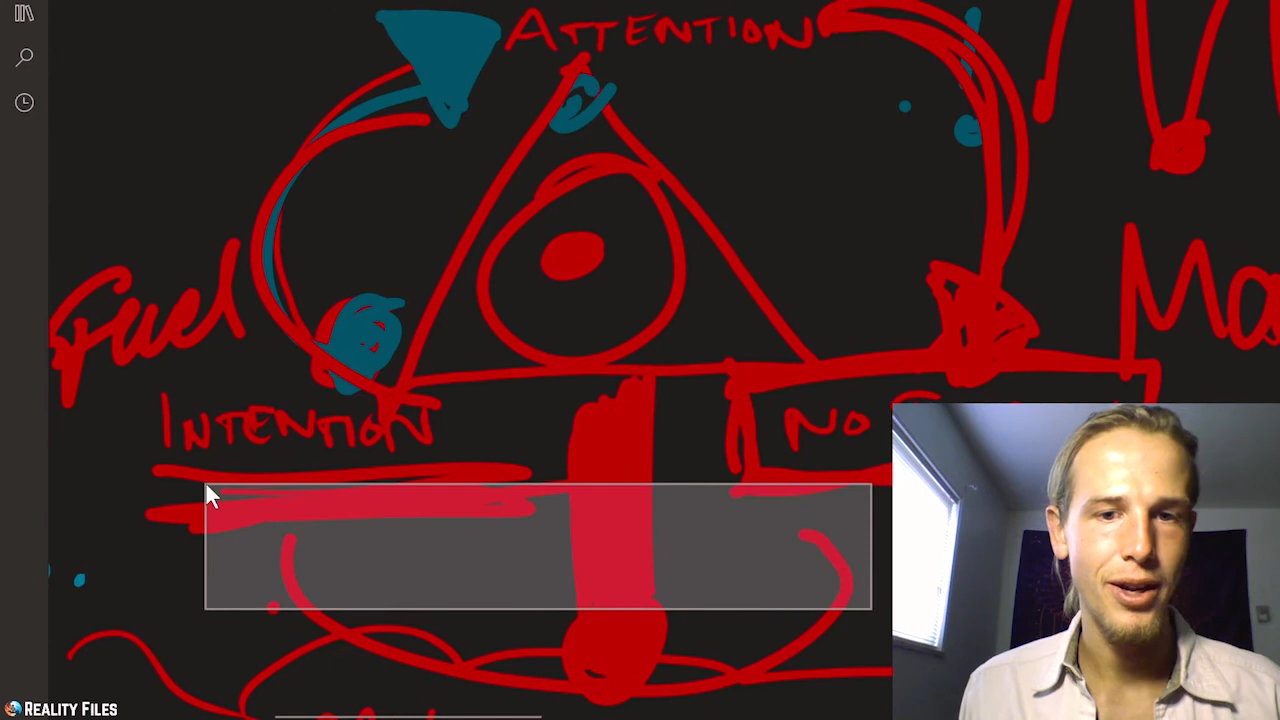 ATTENTION
Fuel
INTENTION
NO
REALITY FILES